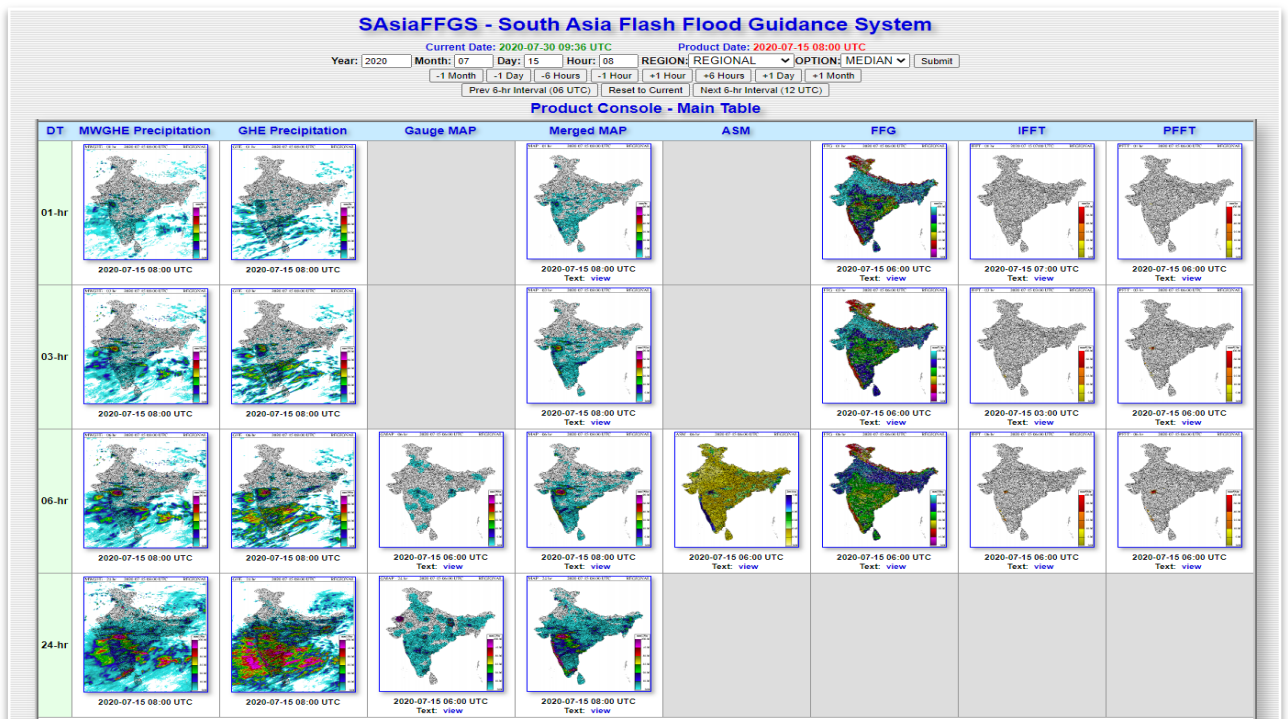 SAsiaFFGS - South Asia Flash Flood Guidance System
Current Date: 2020-07-30 09:36 UTC Product Date: 2020-07-15 08:00 UTC
Year: 2020 Month: 07 Day: 15 Hour: 08 REGION: REGIONAL OPTION: MEDIAN Submit
-1 Month -1 Day -6 Hours -1 Hour +1 Hour +6 Hours +1 Day +1 Month
Prev 6-hr Interval (06 UTC) Reset to Current Next 6-hr Interval (12 UTC)
Product Console - Main Table
DT MWGHE Precipitation GHE Precipitation Gauge MAP Merged MAP ASM FFG IFFT PFFT
01-hr
2020-07-15 08:00 UTC 2020-07-15 08:00 UTC 2020-07-15 08:00 UTC 2020-07-15 06:00 UTC 2020-07-15 07:00 UTC 2020-07-15 06:00 UTC
Text: view Text: view Text: view Text: view
03-hr
2020-07-15 08:00 UTC 2020-07-15 08:00 UTC 2020-07-15 08:00 UTC 2020-07-15 06:00 UTC 2020-07-15 03:00 UTC 2020-07-15 06:00 UTC
Text: view Text: view Text: view Text: view
06-hr
2020-07-15 08:00 UTC 2020-07-15 08:00 UTC 2020-07-15 06:00 UTC 2020-07-15 08:00 UTC 2020-07-15 06:00 UTC 2020-07-15 06:00 UTC 2020-07-15 06:00 UTC 2020-07-15 06:00 UTC
Text: view Text: view Text: view Text: view Text: view Text: view
24-hr
2020-07-15 08:00 UTC 2020-07-15 08:00 UTC 2020-07-15 06:00 UTC 2020-07-15 08:00 UTC
Text: view Text: view